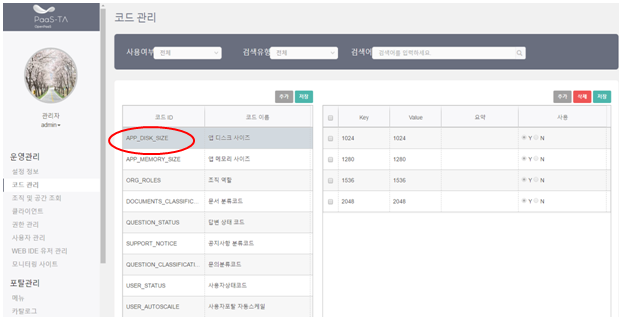 PaaS-TA
코드 관리
관리자
admin
운영관리
설정 정보
코드 관리
조직 및 공간 조회
클라이언트
권한 관리
사용자 관리
WEB IDE 유저 관리
모니터링 사이트
포탈관리
메뉴
카탈로그
사용여부 전체 검색유형 전체 검색어 검색어를 입력하세요.
추가 저장
코드 ID 코드 이름
APP_DISK_SIZE 앱 디스크 사이즈
APP_MEMORY_SIZE 앱 메모리 사이즈
ORG_ROLES 조직 역할
DOCUMENTS_CLASSIFIC... 문서 분류코드
QUESTION_STATUS 답변 상태 코드
SUPPORT_NOTICE 공지사항 분류코드
QUESTION_CLASSIFICATI... 문의분류코드
USER_STATUS 사용자상태코드
USER_AUTOSCAILE 사용자포탈 자동스케일
추가 삭제 저장
Key Value 요약 사용
1024 1024 Y N
1280 1280 Y N
1536 1536 Y N
2048 2048 Y N